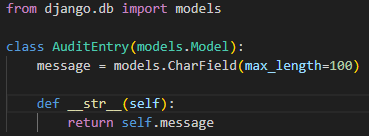 from django.db import models

class AuditEntry(models.Model):
    message = models.CharField(max_length=100)

    def __str__(self):
        return self.message